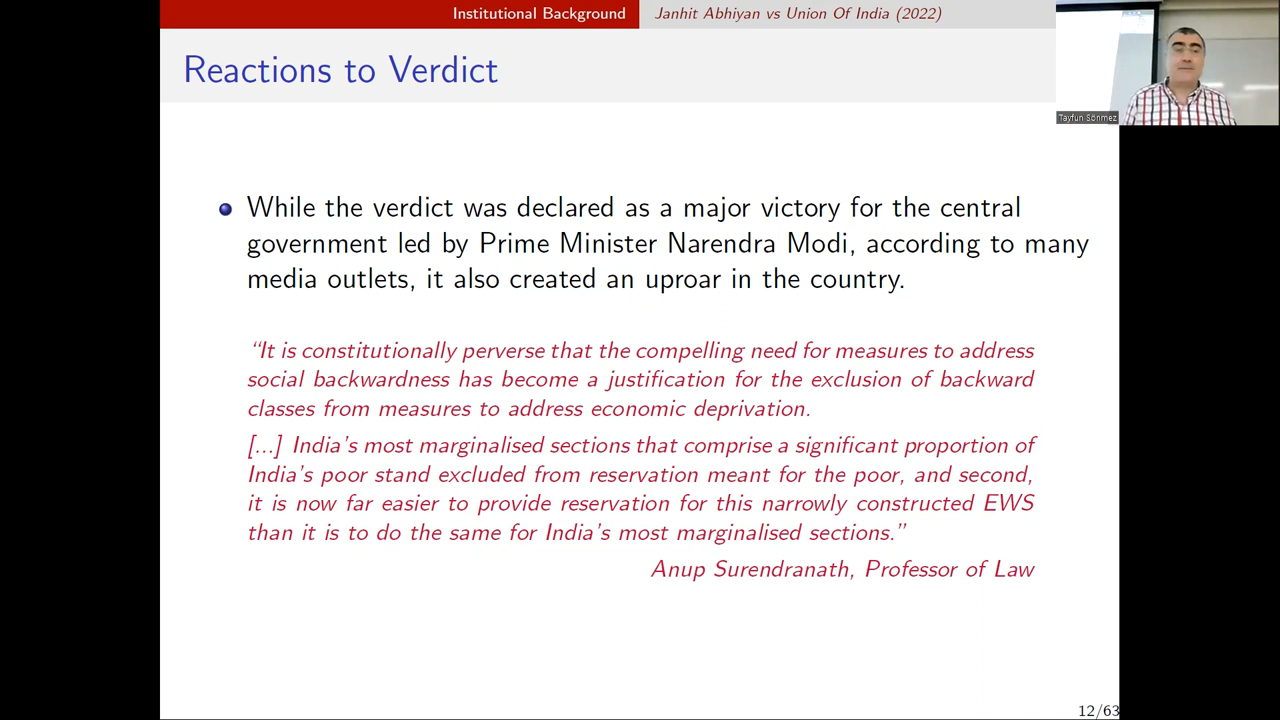 Institutional Background
Janhit Abhiyan vs Union Of India (2022)
Reactions to Verdict
Tayfun Sönmez
While the verdict was declared as a major victory for the central
government led by Prime Minister Narendra Modi, according to many
media outlets, it also created an uproar in the country.
“It is constitutionally perverse that the compelling need for measures to address
social backwardness has become a justification for the exclusion of backward
classes from measures to address economic deprivation.
[...] India’s most marginalised sections that comprise a significant proportion of
India’s poor stand excluded from reservation meant for the poor, and second,
it is now far easier to provide reservation for this narrowly constructed EWS
than it is to do the same for India’s most marginalised sections.”
Anup Surendranath, Professor of Law
12/63